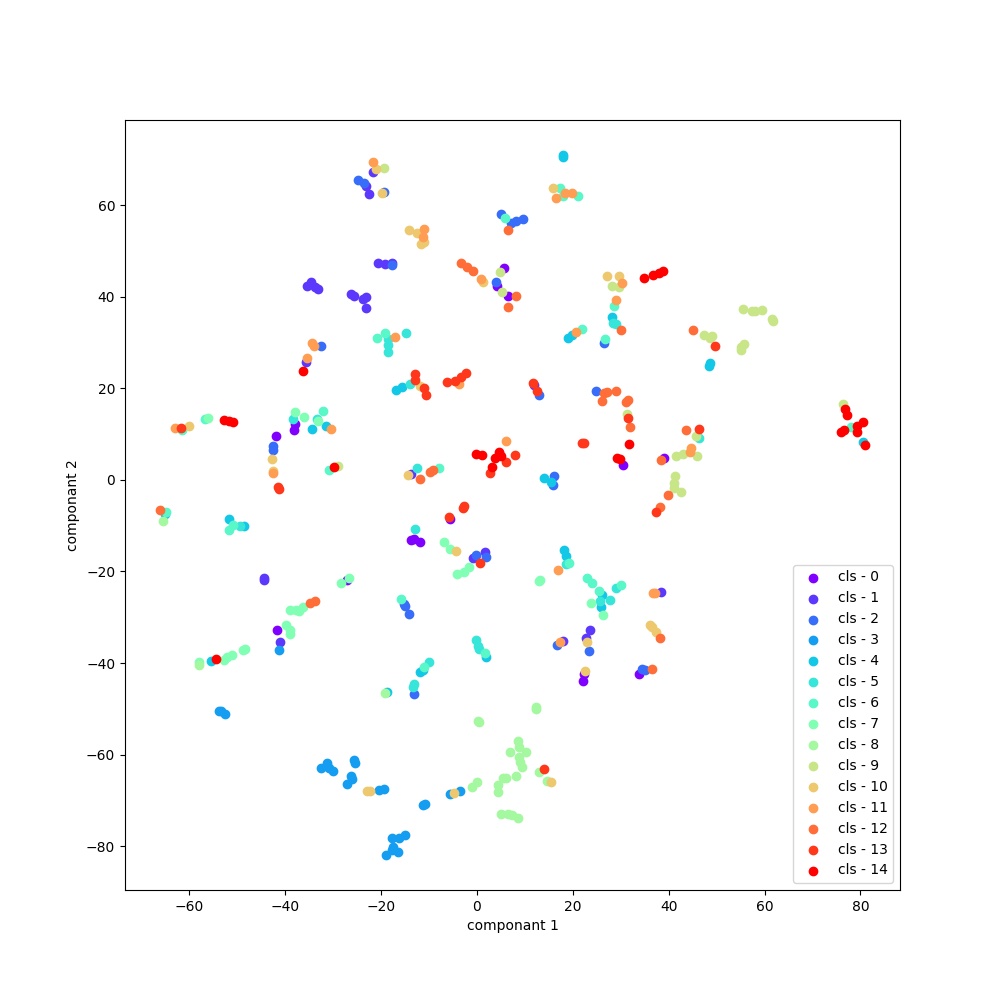 60
40
20
0
−20
−40
−60
−80
componant 2
−60
−40
−20
0
20
40
60
80
componant 1
cls - 0
cls - 1
cls - 2
cls - 3
cls - 4
cls - 5
cls - 6
cls - 7
cls - 8
cls - 9
cls - 10
cls - 11
cls - 12
cls - 13
cls - 14